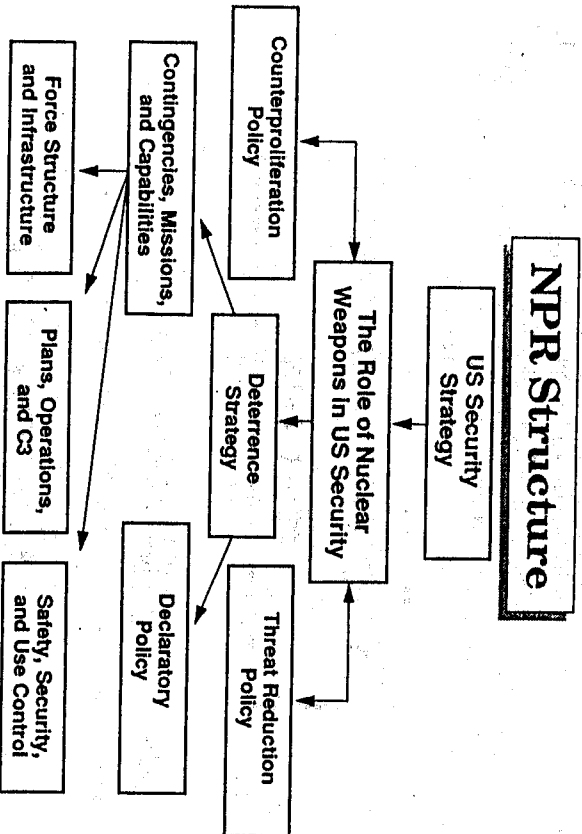 NPR Structure
US Security
Strategy
The Role of Nuclear
Weapons in US Security
Counterproliferation
Policy
Threat Reduction
Policy
Deterrence
Strategy
Contingencies, Missions,
and Capabilities
Declaratory
Policy
Force Structure
and Infrastructure
Plans, Operations,
and C3
Safety, Security,
and Use Control